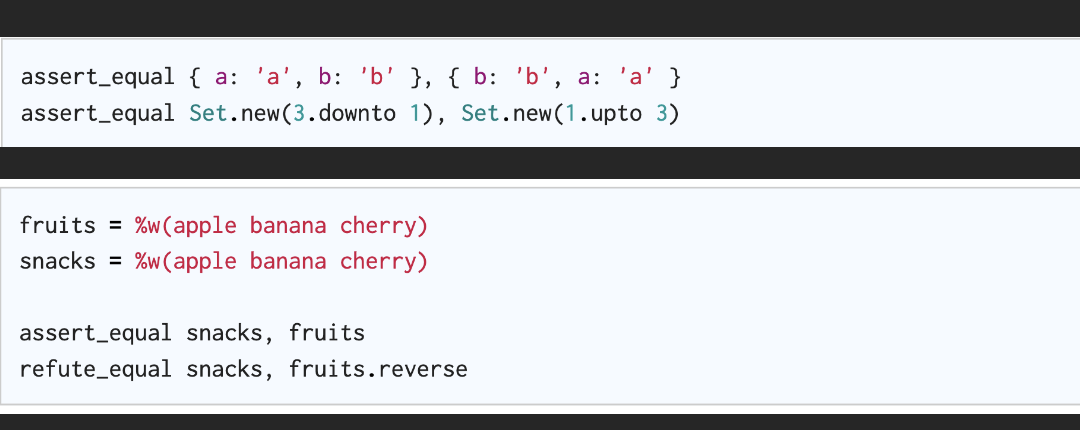 assert_equal { a: 'a', b: 'b' }, { b: 'b', a: 'a' }
assert_equal Set.new(3.downto 1), Set.new(1.upto 3)
fruits = %w(apple banana cherry)
snacks = %w(apple banana cherry)
assert_equal snacks, fruits
refute_equal snacks, fruits.reverse